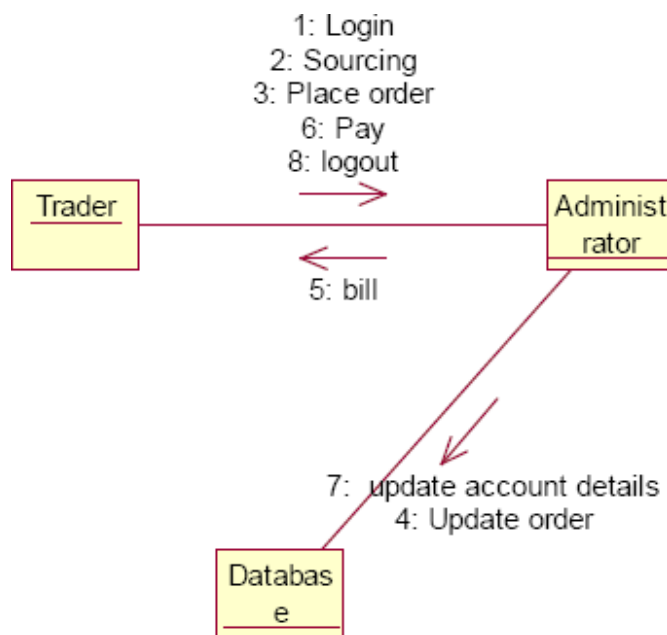 1: Login
2: Sourcing
3: Place order
6: Pay
8: logout
Trader
Administ
rator
5: bill
7: update account details
4: Update order
Databas
e